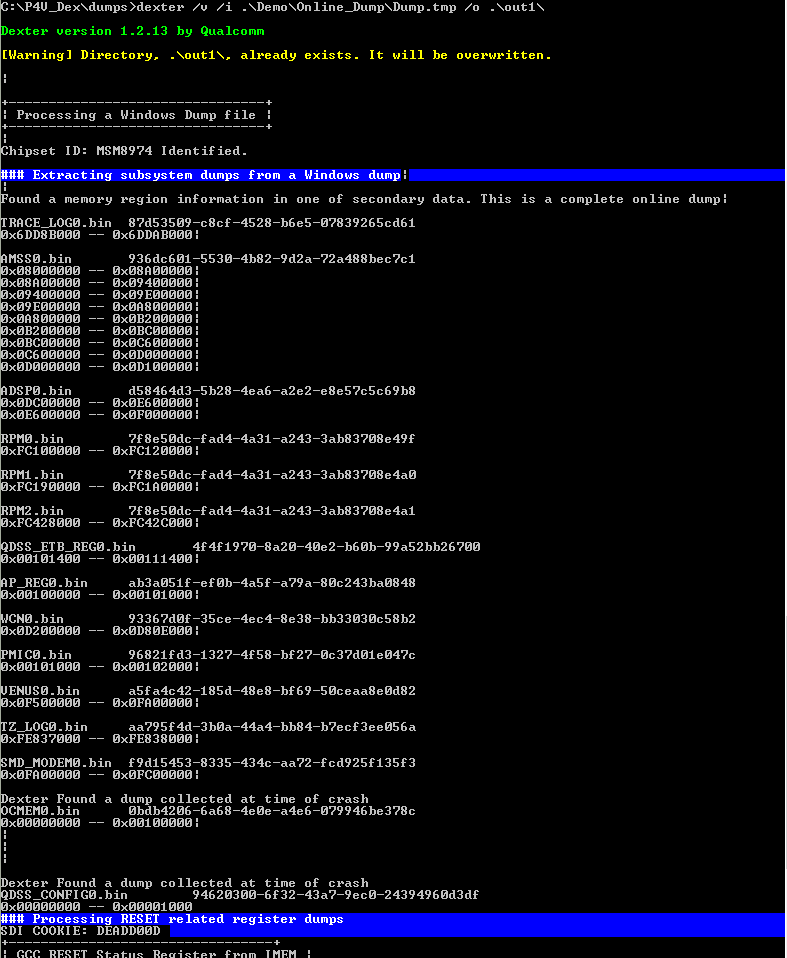 C:\P4V_Dex\dumps>dexter /v /i .\Demo\Online_Dump\Dump.tmp /o .\out1\
Dexter version 1.2.13 by Qualcomm
[Warning] Directory, .\out1\, already exists. It will be overwritten.
¦
+--------------------------------+
¦ Processing a Windows Dump file ¦
+--------------------------------+
¦
Chipset ID: MSM8974 Identified.
### Extracting subsystem dumps from a Windows dump¦
¦
Found a memory region information in one of secondary data. This is a complete online dump¦
TRACE_LOG0.bin  87d53509-c8cf-4528-b6e5-07839265cd61
0x6DD8B000 -- 0x6DDAB000¦
AMSS0.bin       936dc601-5530-4b82-9d2a-72a488bec7c1
0x08000000 -- 0x08A00000¦
0x08A00000 -- 0x09400000¦
0x09400000 -- 0x09E00000¦
0x09E00000 -- 0x0A800000¦
0x0A800000 -- 0x0B200000¦
0x0B200000 -- 0x0BC00000¦
0x0BC00000 -- 0x0C600000¦
0x0C600000 -- 0x0D000000¦
0x0D000000 -- 0x0D100000¦
ADSP0.bin       d58464d3-5b28-4ea6-a2e2-e8e57c5c69b8
0x0DC00000 -- 0x0E600000¦
0x0E600000 -- 0x0F000000¦
RPM0.bin        7f8e50dc-fad4-4a31-a243-3ab83708e49f
0xFC100000 -- 0xFC120000¦
RPM1.bin        7f8e50dc-fad4-4a31-a243-3ab83708e4a0
0xFC190000 -- 0xFC1A0000¦
RPM2.bin        7f8e50dc-fad4-4a31-a243-3ab83708e4a1
0xFC428000 -- 0xFC42C000¦
QDSS_ETB_REG0.bin       4f4f1970-8a20-40e2-b60b-99a52bb26700
0x00101400 -- 0x00111400¦
AP_REG0.bin     ab3a051f-ef0b-4a5f-a79a-80c243ba0848
0x00100000 -- 0x00101000¦
WCN0.bin        93367d0f-35ce-4ec4-8e38-bb33030c58b2
0x0D200000 -- 0x0D80E000¦
PMIC0.bin       96821fd3-1327-4f58-bf27-0c37d01e047c
0x00101000 -- 0x00102000¦
VENUS0.bin      a5fa4c42-185d-48e8-bf69-50ceaa8e0d82
0x0F500000 -- 0x0FA00000¦
TZ_LOG0.bin     aa795f4d-3b0a-44a4-bb84-b7ecf3ee056a
0xFE837000 -- 0xFE838000¦
SMD_MODEM0.bin  f9d15453-8335-434c-aa72-fcd925f135f3
0x0FA00000 -- 0x0FC00000¦
Dexter Found a dump collected at time of crash
OCMEM0.bin      0bdb4206-6a68-4e0e-a4e6-079946be378c
0x00000000 -- 0x00100000¦
¦
¦
¦
Dexter Found a dump collected at time of crash
QDSS_CONFIG0.bin        94620300-6f32-43a7-9ec0-24394960d3df
0x00000000 -- 0x00001000
### Processing RESET related register dumps
SDI COOKIE: DEADD00D
+---------------------------------+
¦ GCC RESET Status Register from IMEM ¦